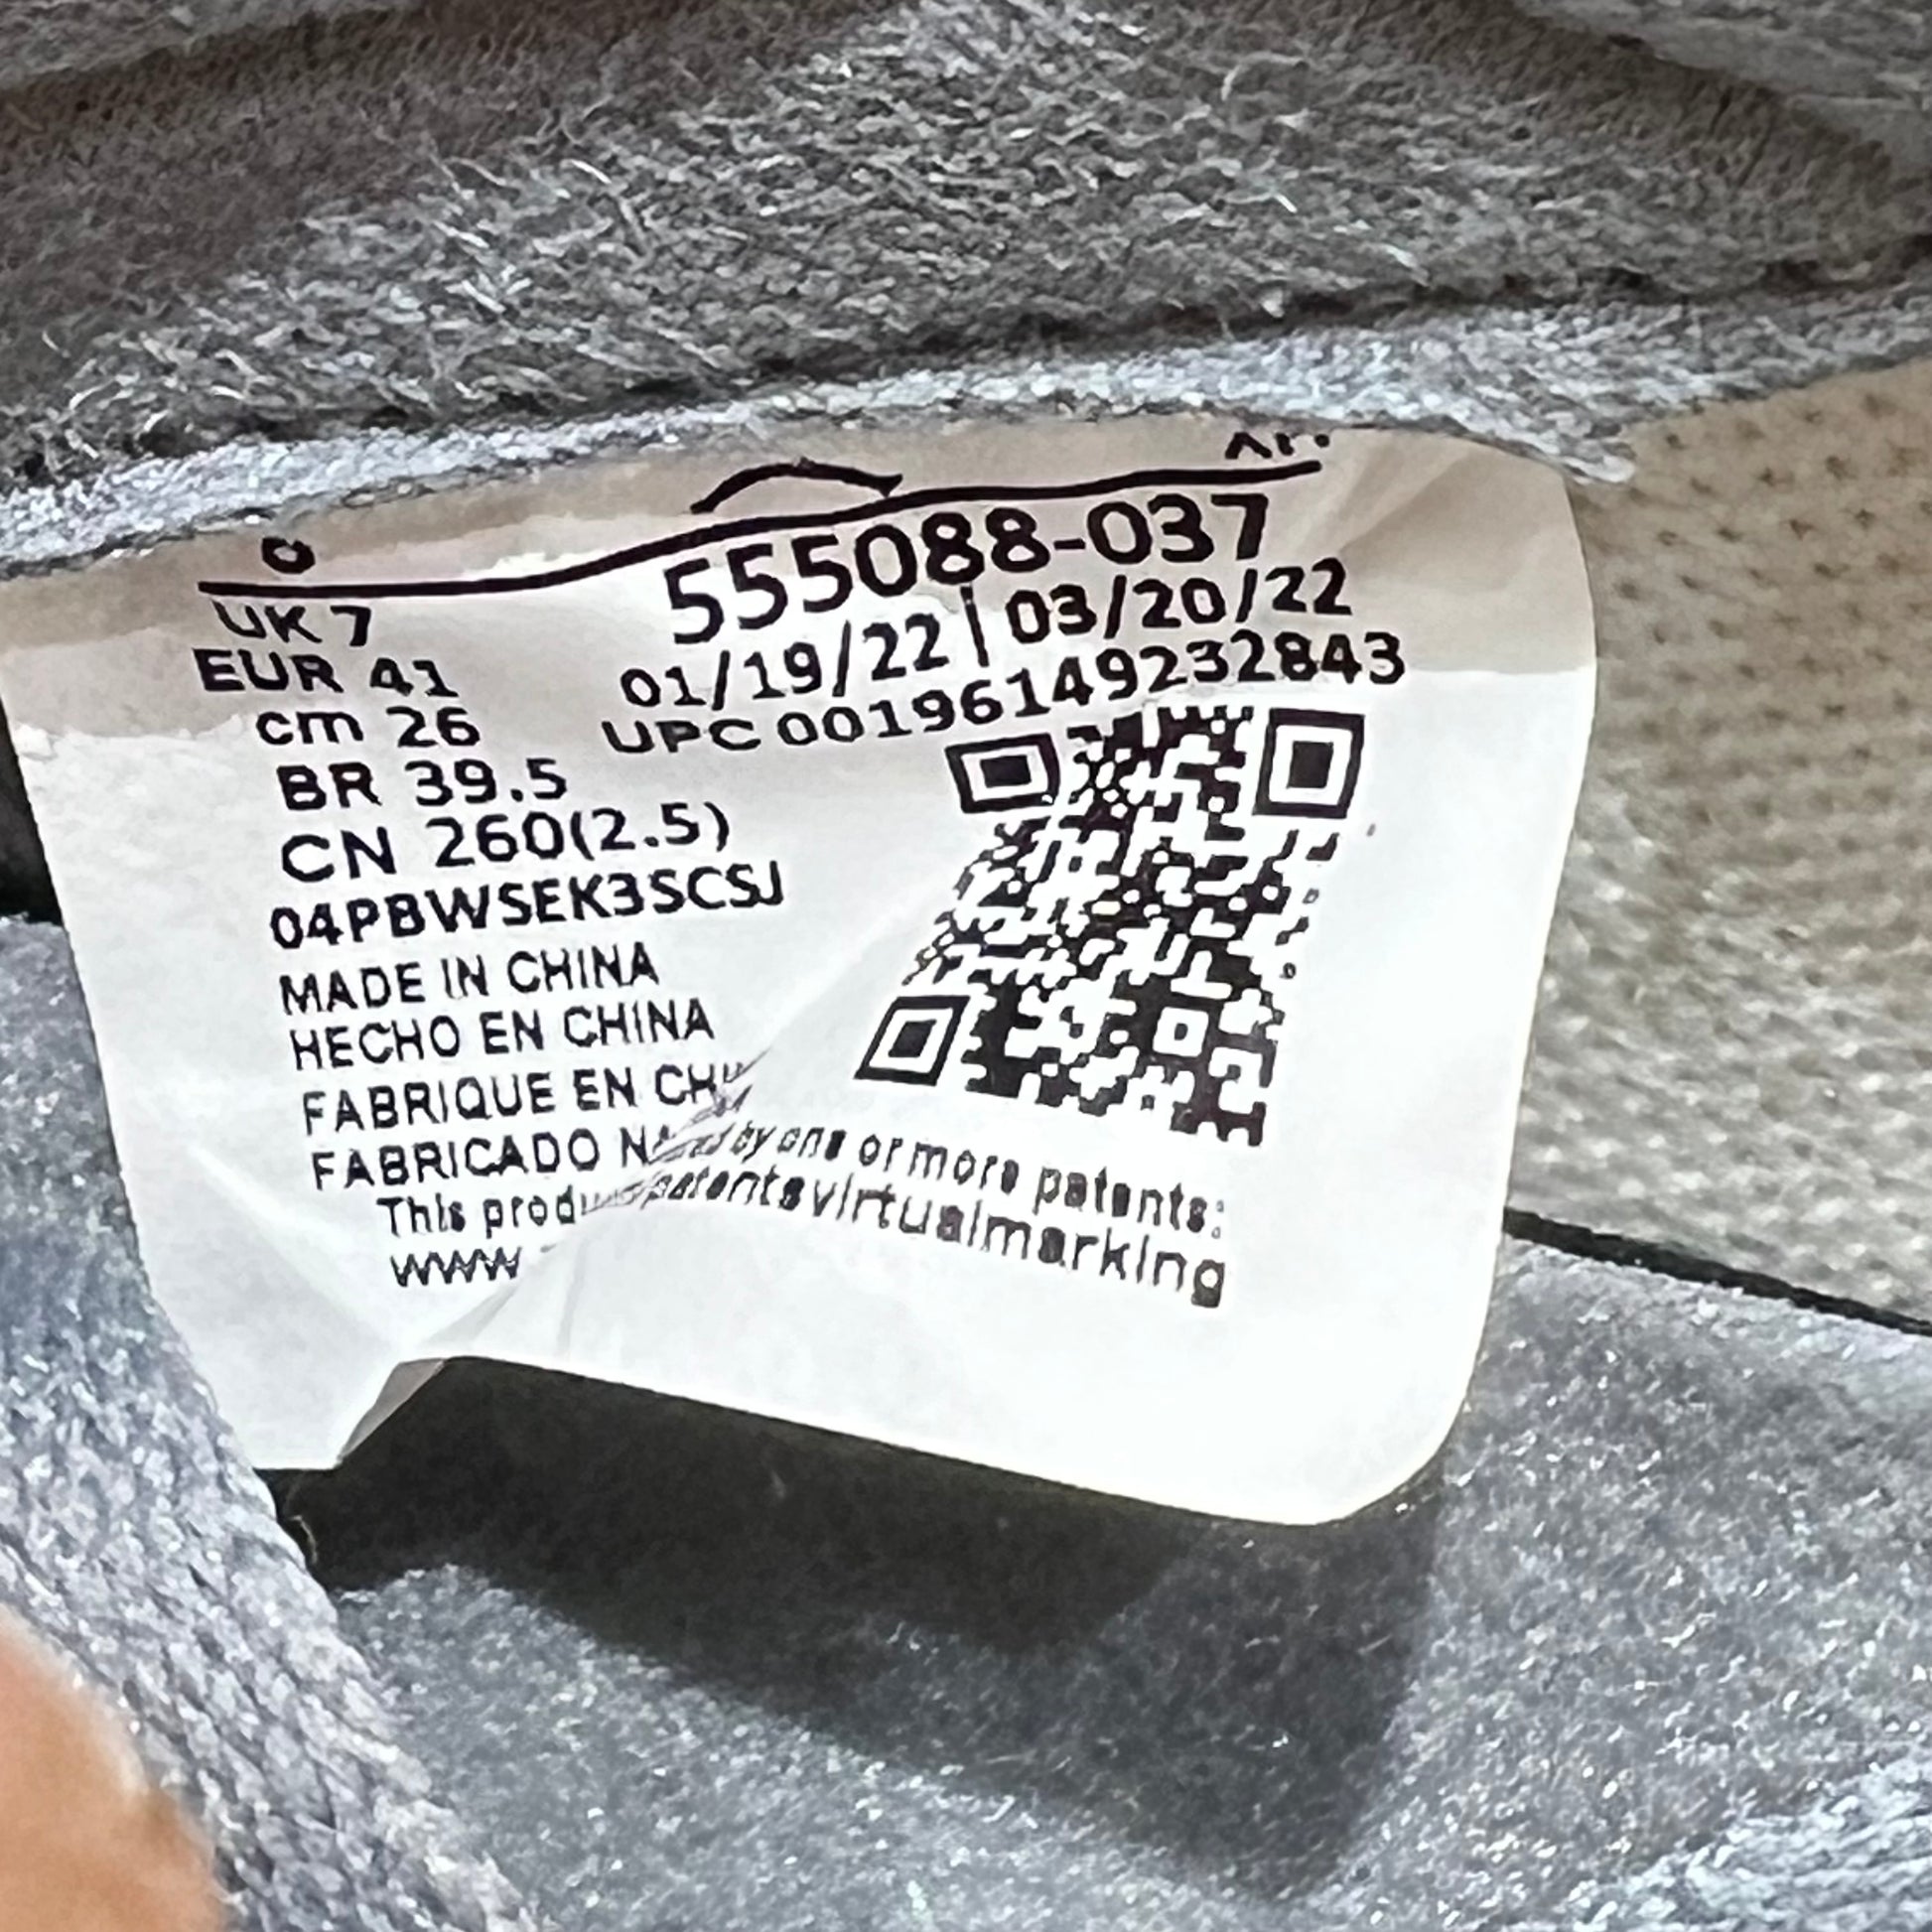 UK 7
EUR 41
cm 26
BR 39.5
CN 260(2.5)
04PBWSEK3SCSJ
MADE IN CHINA
HECHO EN CHINA
FABRIQUE EN
FABRICADO
This
www
555088-037
01/19/22 | 03/20/22
UPC 00196149232843
by one or more patents:
patentsvirtualmarking